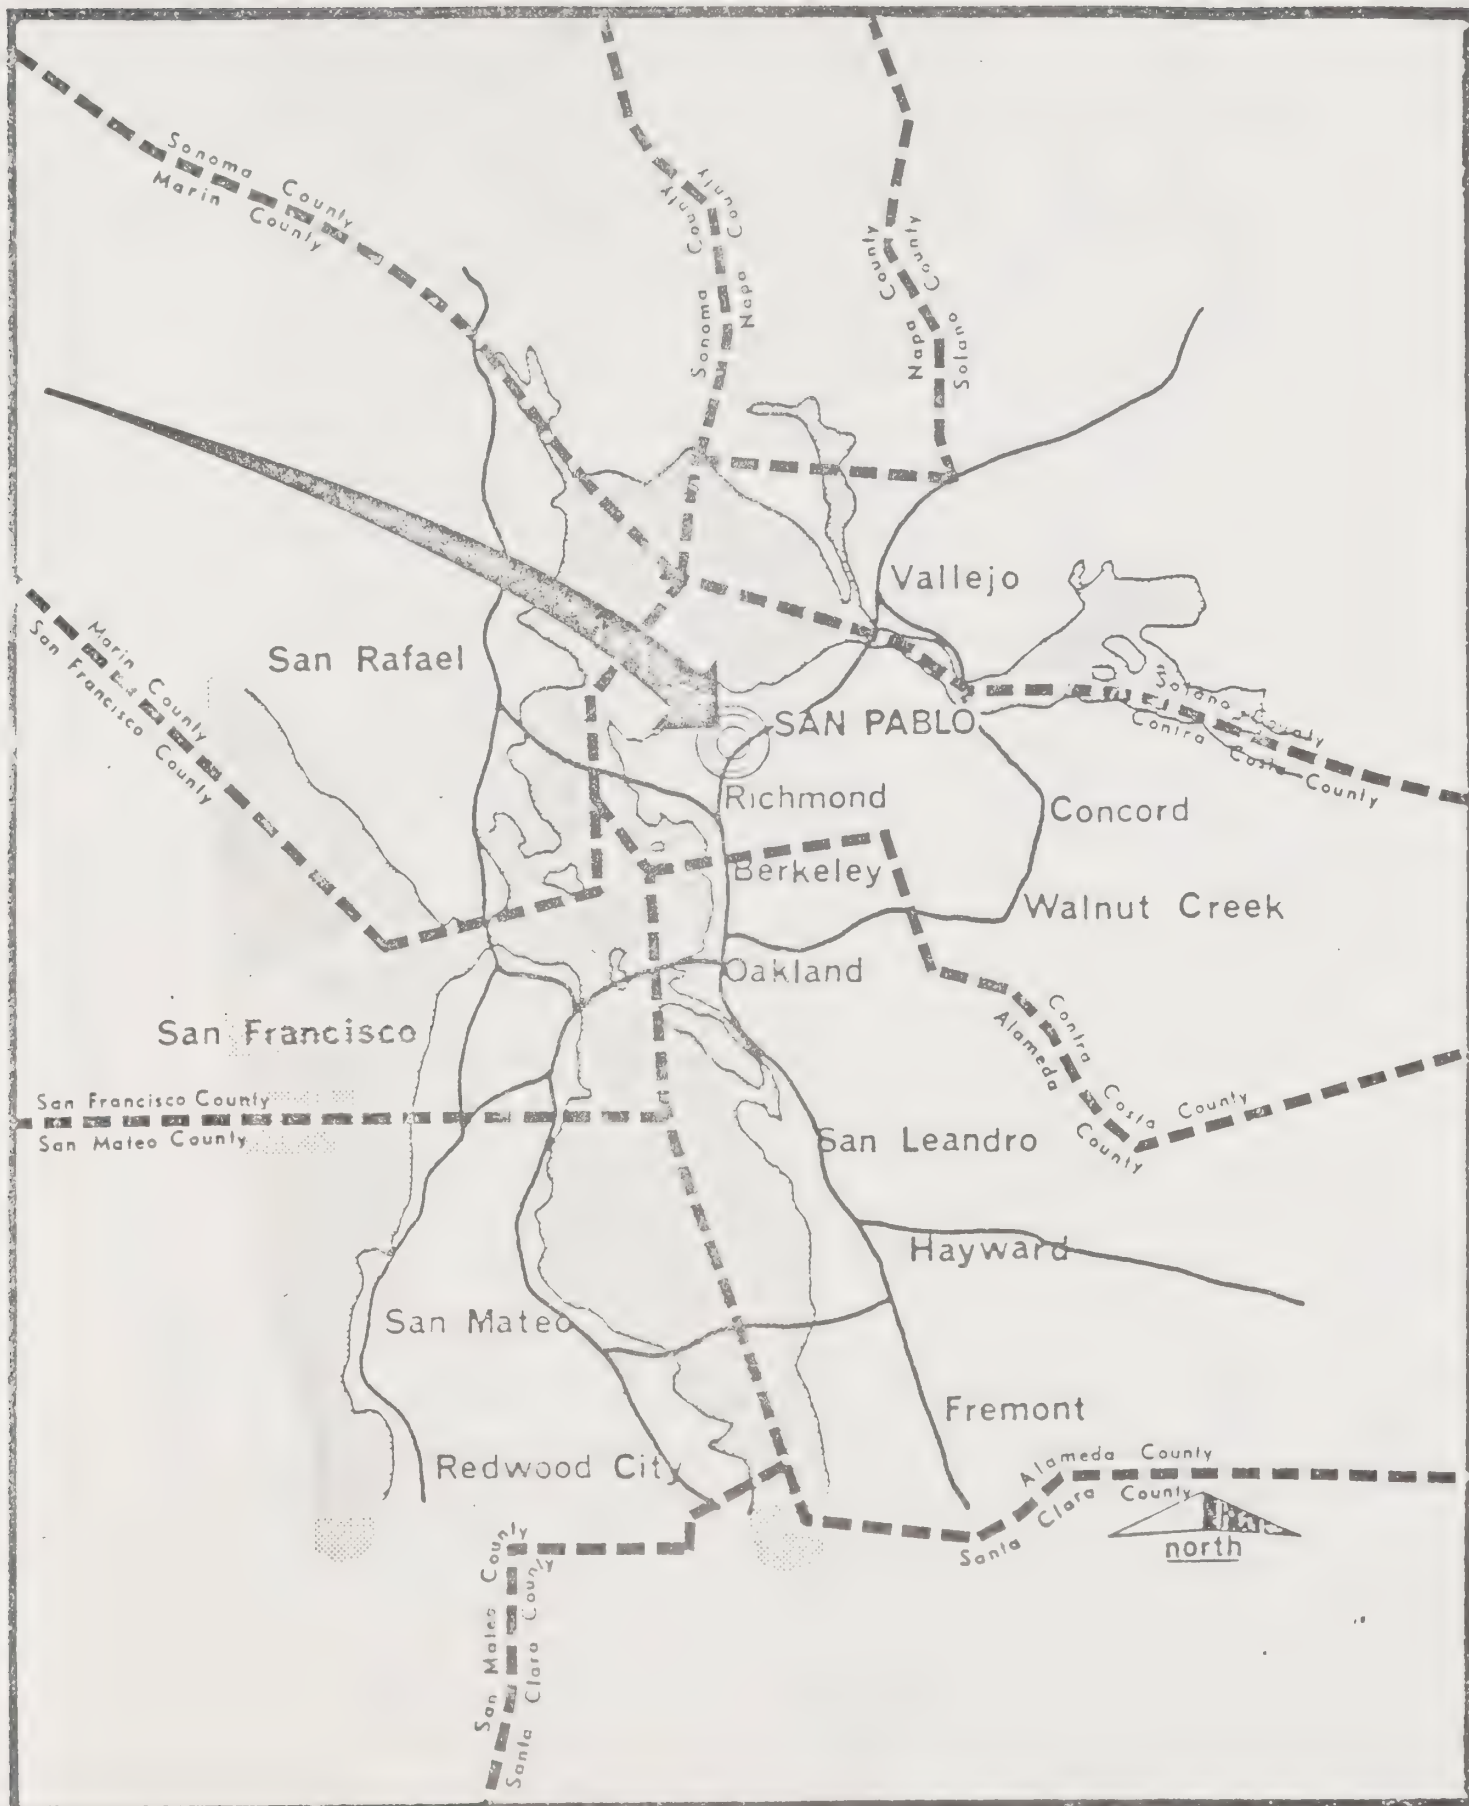 Sonoma County
Marin County
Sonoma County
Napa County
Napa County
Solano County
Vallejo
San Rafael
Marin County
San Francisco County
SAN PABLO
Solano County
Contra Costa County
Richmond
Concord
Berkeley
Walnut Creek
Oakland
San Francisco
Contra Costa County
Alameda County
San Francisco County
San Mateo County
San Leandro
Hayward
San Mateo
Fremont
Redwood City
Alameda County
Santa Clara County
north
San Mateo County
Santa Clara County